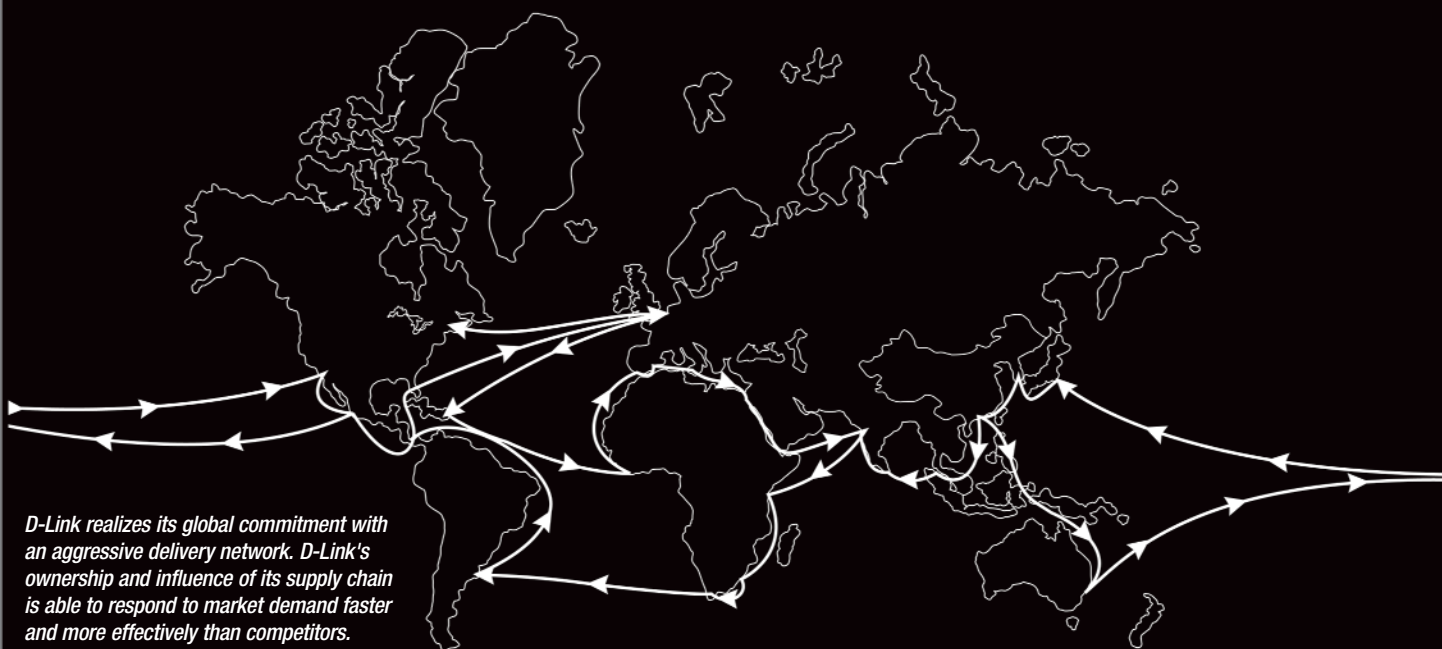 D-Link realizes its global commitment with
an aggressive delivery network. D-Link's
ownership and influence of its supply chain
is able to respond to market demand faster
and more effectively than competitors.